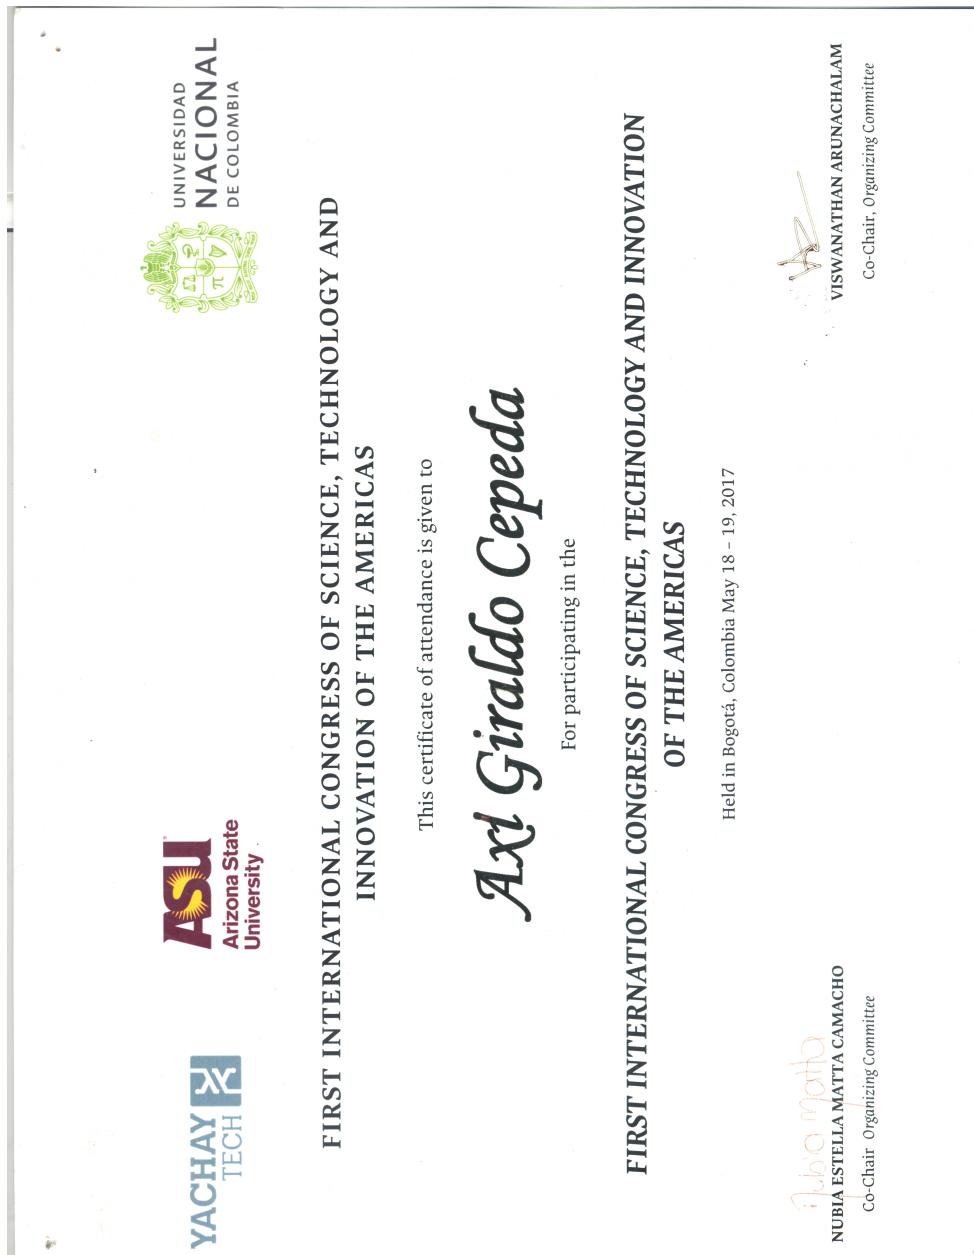 YACHAY
TECH
ASU
Arizona State
University
UNIVERSIDAD
NACIONAL
DE COLOMBIA
FIRST INTERNATIONAL CONGRESS OF SCIENCE, TECHNOLOGY AND
INNOVATION OF THE AMERICAS
This certificate of attendance is given to
Axi Giraldo Cepeda
For participating in the
FIRST INTERNATIONAL CONGRESS OF SCIENCE, TECHNOLOGY AND INNOVATION
OF THE AMERICAS
Held in Bogotá, Colombia May 18 – 19, 2017
Nubia Matta
NUBIA ESTELLA MATTA CAMACHO
Co-Chair Organizing Committee
VISWANATHAN ARUNACHALAM
Co-Chair, Organizing Committee